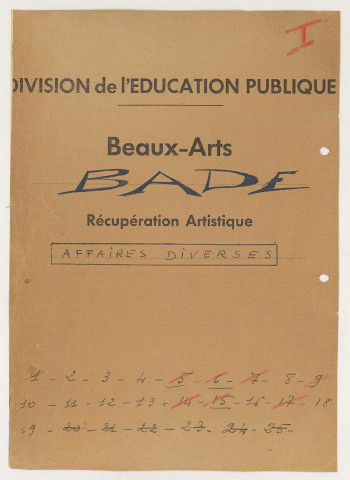 I
DIVISION de l'EDUCATION PUBLIQUE
Beaux-Arts
BADE
Récupération Artistique
AFFAIRES DIVERSES
1 - 2 - 3 - 4 - 5 - 6 - 7 - 8 - 9
10 - 11 - 12 - 13 - 14 - 15 - 16 - 17 - 18
19 - 20 - 21 - 22 - 23 - 24 - 25 -